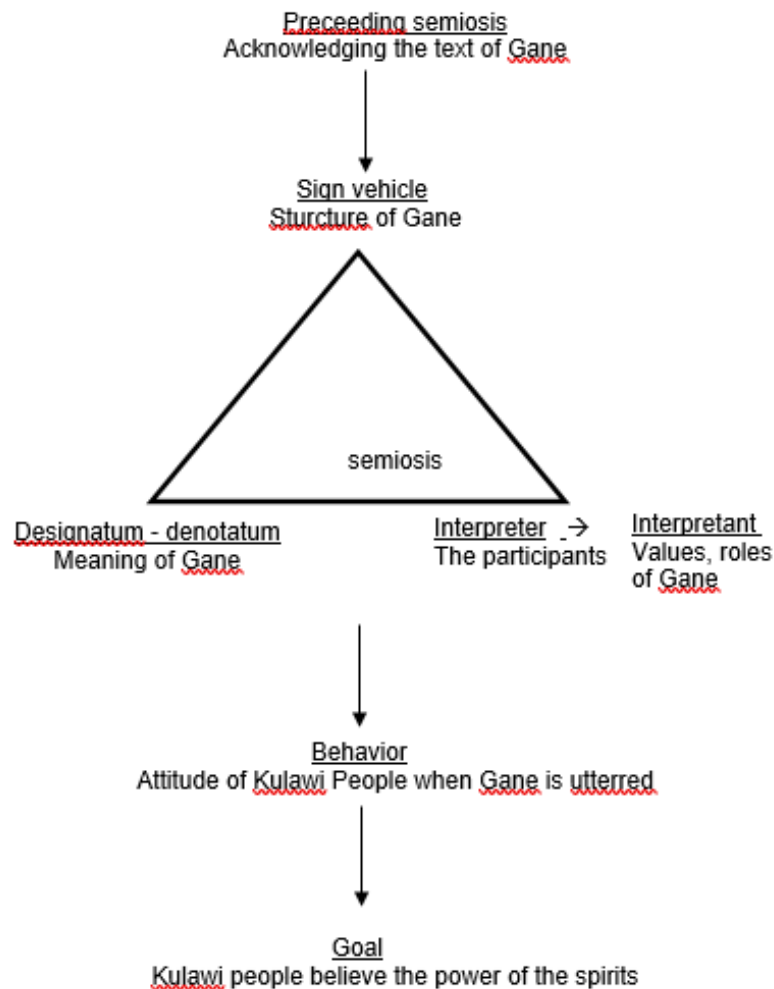 Preceeding semiosis
Acknowledging the text of Gane
Sign vehicle
Sturcture of Gane
semiosis
Designatum - denotatum
Meaning of Gane
Interpreter →
The participants
Interpretant
Values, roles
of Gane
Behavior
Attitude of Kulawi People when Gane is utterred
Goal
Kulawi people believe the power of the spirits